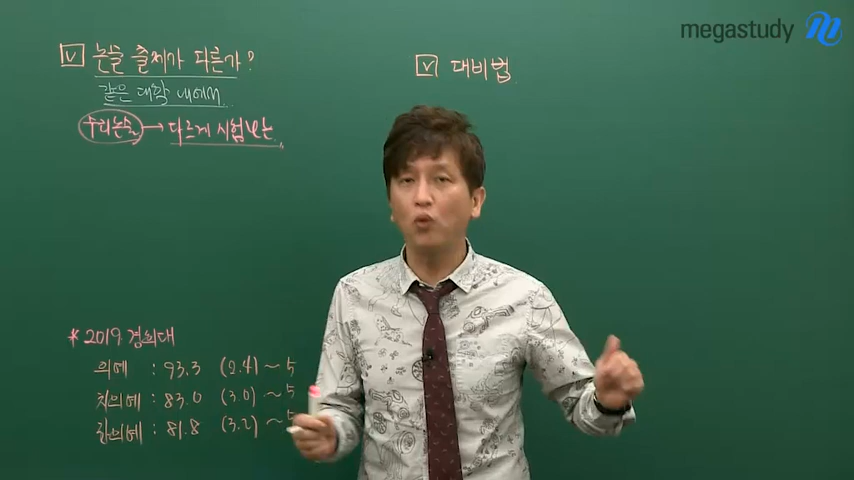 megastudy
V 논술 출제가 다른가?
같은 대학 내에서
수리논술 → 다르게 시험보는
V 대비법
* 2019 경희대
의예 : 93.3 (2.4) ~ 5
치의예 : 83.0 (3.0) ~ 5
한의예 : 81.8 (3.2) ~ 5